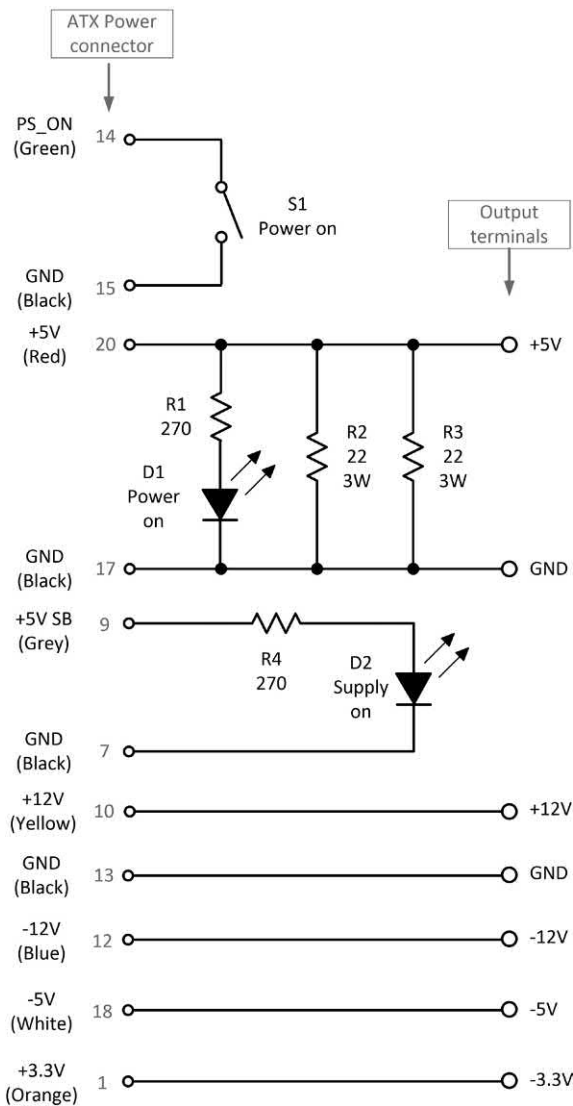 ATX Power
connector
PS_ON
(Green)
14
S1
Power on
Output
terminals
GND
(Black)
15
+5V
(Red)
20
+5V
R1
270
R2
22
3W
R3
22
3W
D1
Power
on
GND
(Black)
17
GND
+5V SB
(Grey)
9
R4
270
D2
Supply
on
GND
(Black)
7
+12V
(Yellow)
10
+12V
GND
(Black)
13
GND
-12V
(Blue)
12
-12V
-5V
(White)
18
-5V
+3.3V
(Orange)
1
-3.3V